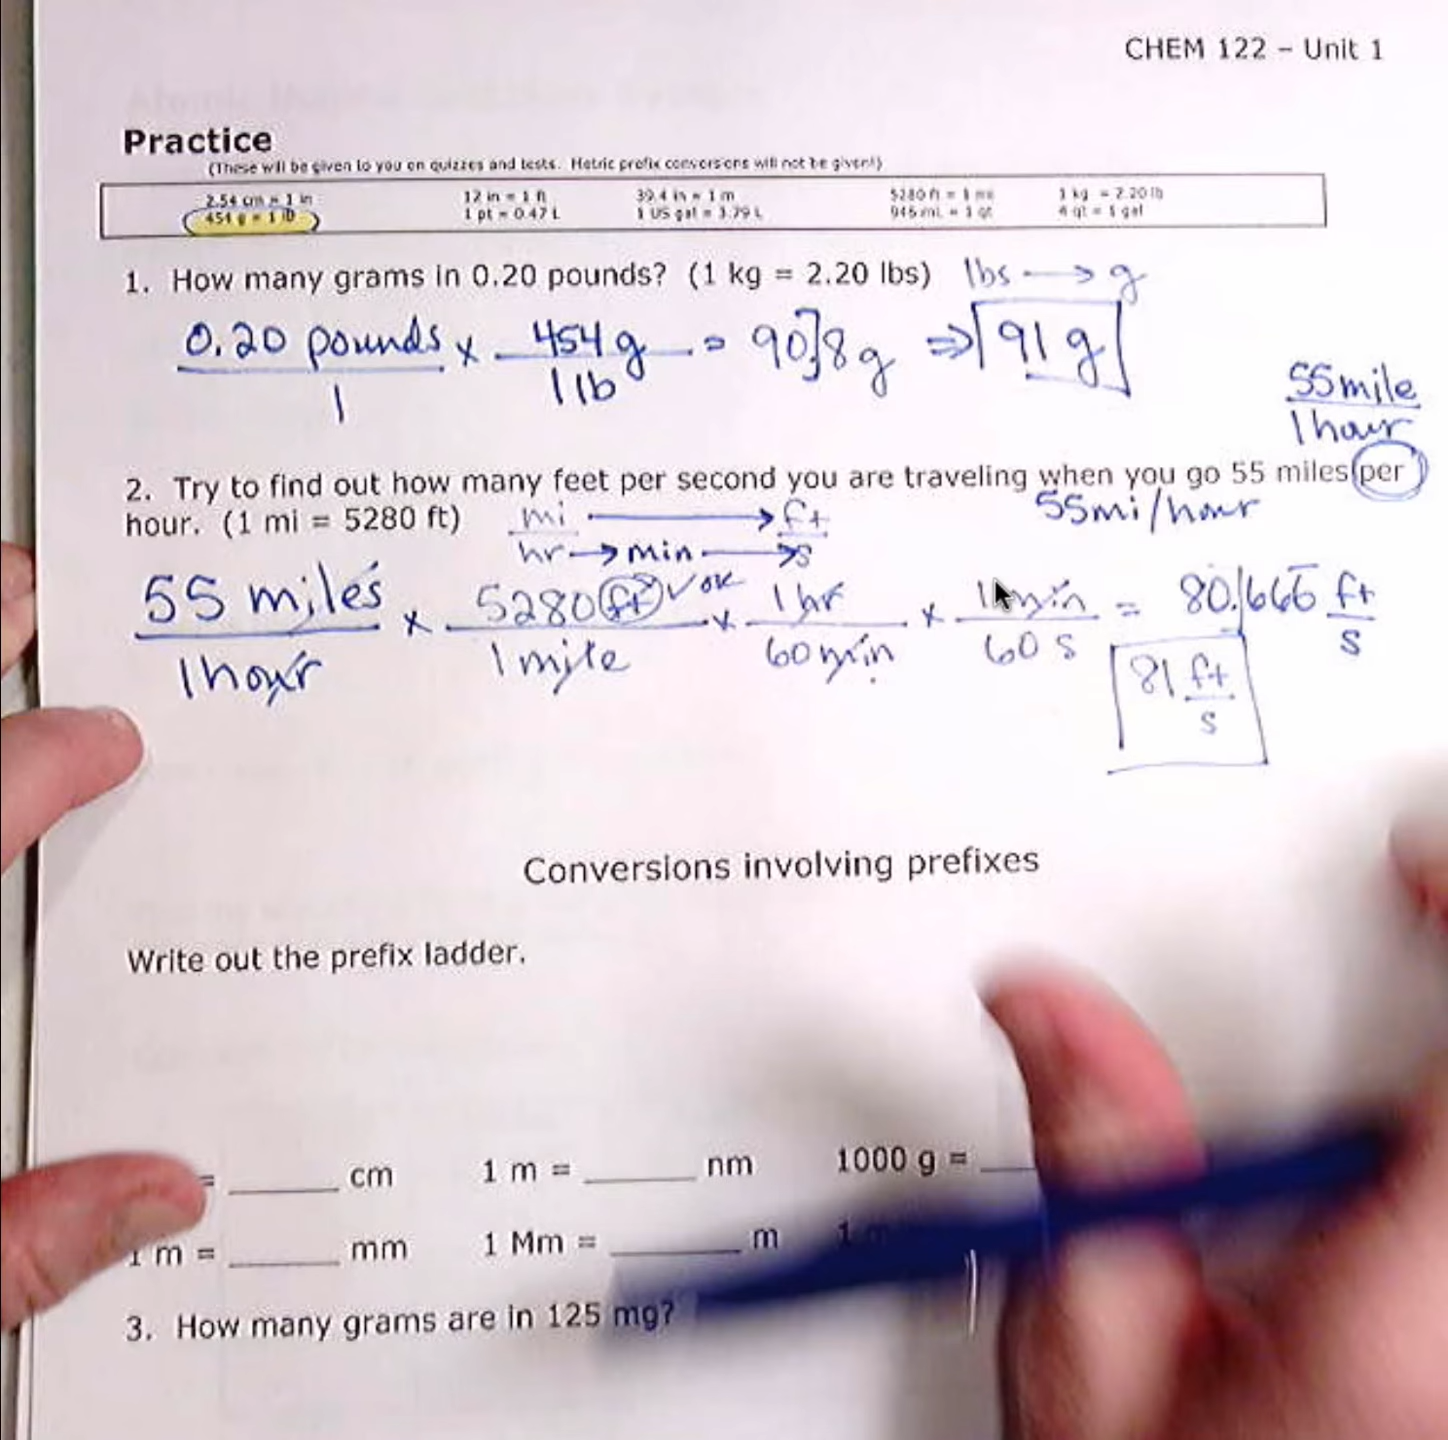 CHEM 122 – Unit 1
Practice
(These will be given to you on quizzes and tests. Metric prefix conversions will not be given!)
2.54 cm = 1 in 12 in = 1 ft 39.4 in = 1 m 5280 ft = 1 mi 1 kg = 2.20 lb
454 g = 1 lb 1 pt = 0.47 L 1 US gal = 3.79 L 946 mL = 1 qt 4 qt = 1 gal
1. How many grams in 0.20 pounds? (1 kg = 2.20 lbs) lbs → g
0.20 pounds x 454 g = 90.8 g ⇒ 91 g
1 1 lb
55 mile
1 hour
2. Try to find out how many feet per second you are traveling when you go 55 miles per
hour. (1 mi = 5280 ft) mi → ft 55mi/hour
hr → min → s
55 miles x 5280 ft ✓ ok x 1 hr x 1 min = 80.666 ft
1 hour 1 mile 60 min 60 s s
81 ft
s
Conversions involving prefixes
Write out the prefix ladder.
= ______ cm 1 m = ______ nm 1000 g = ___
1 m = ______ mm 1 Mm = ______ m 1
3. How many grams are in 125 mg?